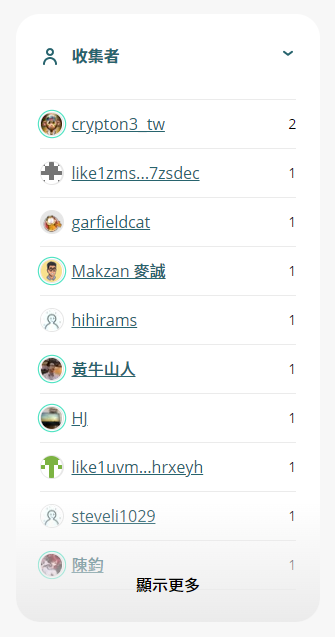 收集者
crypton3_tw 2
like1zms...7zsdec 1
garfieldcat 1
Makzan 麥誠 1
hihirams 1
黃牛山人 1
HJ 1
like1uvm...hrxeyh 1
steveli1029 1
陳鈞 1
顯示更多